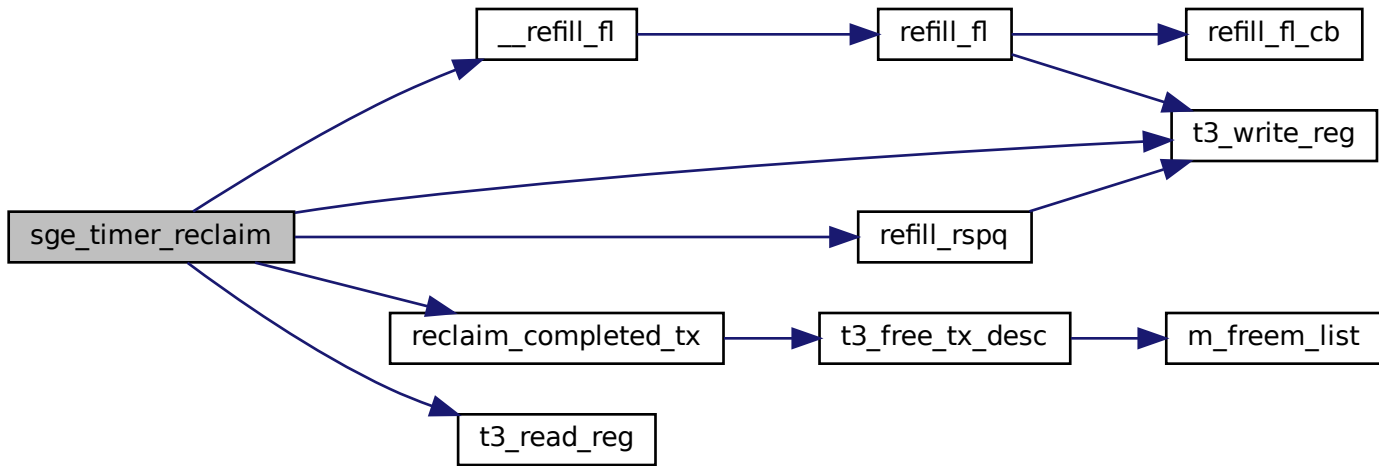 __refill_fl
refill_fl
refill_fl_cb
t3_write_reg
sge_timer_reclaim
refill_rspq
reclaim_completed_tx
t3_free_tx_desc
m_freem_list
t3_read_reg